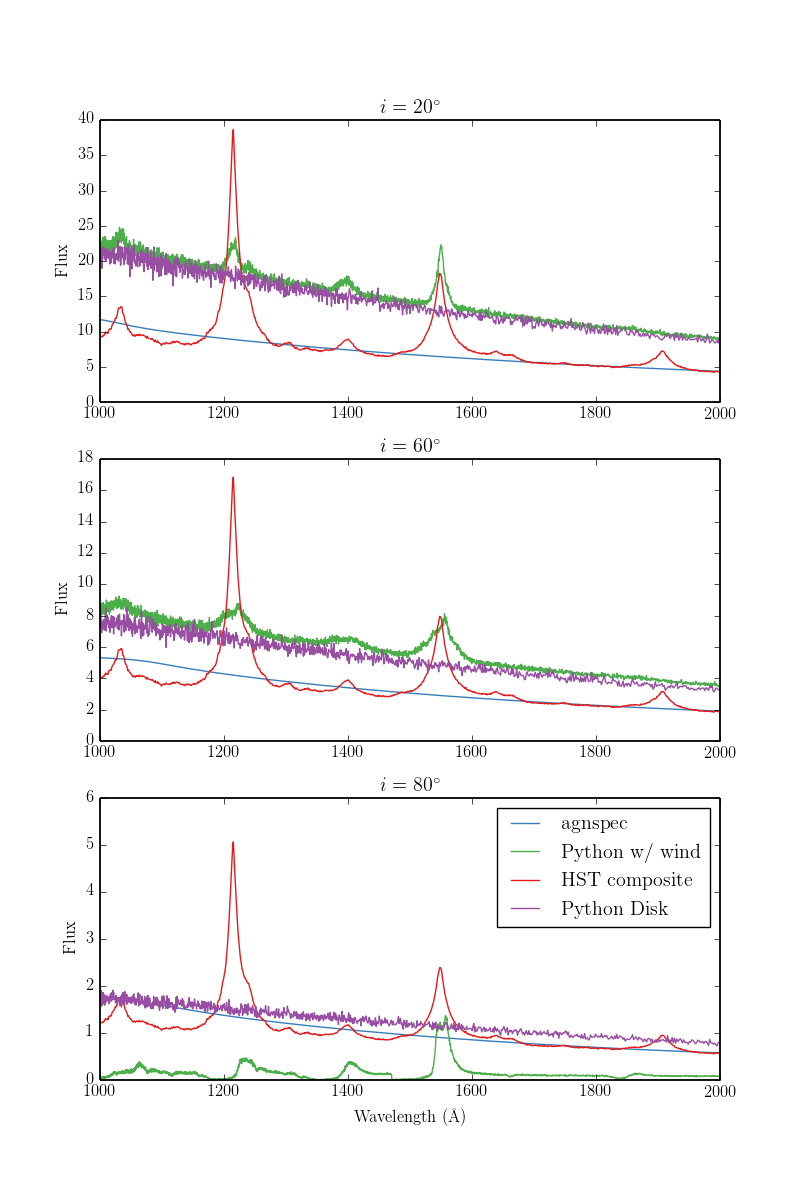 i = 20°
40
35
30
25
20
15
10
5
0
Flux
1000 1200 1400 1600 1800 2000
i = 60°
18
16
14
12
10
8
6
4
2
0
Flux
1000 1200 1400 1600 1800 2000
i = 80°
6
5
4
3
2
1
0
Flux
agnspec
Python w/ wind
HST composite
Python Disk
1000 1200 1400 1600 1800 2000
Wavelength (Å)